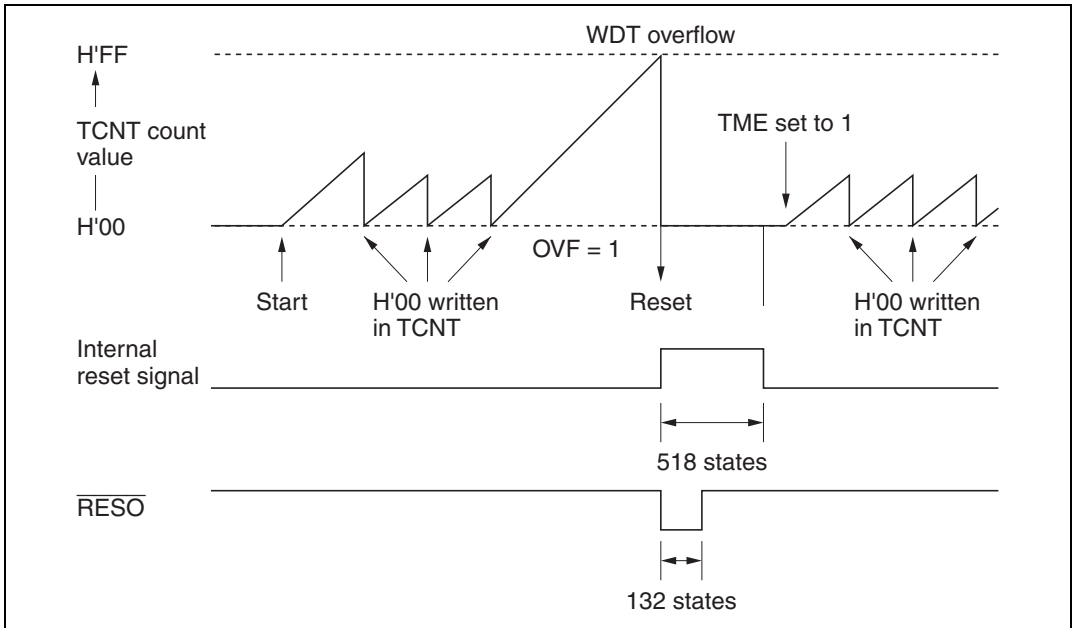 WDT overflow
H'FF
TCNT count
value
TME set to 1
H'00
OVF = 1
Start
H'00 written
in TCNT
Reset
H'00 written
in TCNT
Internal
reset signal
518 states
RESO
132 states